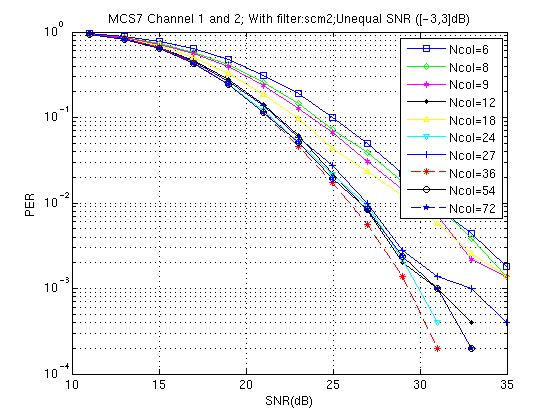 MCS7 Channel 1 and 2; With filter:scm2;Unequal SNR ([−3,3]dB)
10^0
10^−1
10^−2
10^−3
10^−4
PER
Ncol=6
Ncol=8
Ncol=9
Ncol=12
Ncol=18
Ncol=24
Ncol=27
Ncol=36
Ncol=54
Ncol=72
10 15 20 25 30 35
SNR(dB)